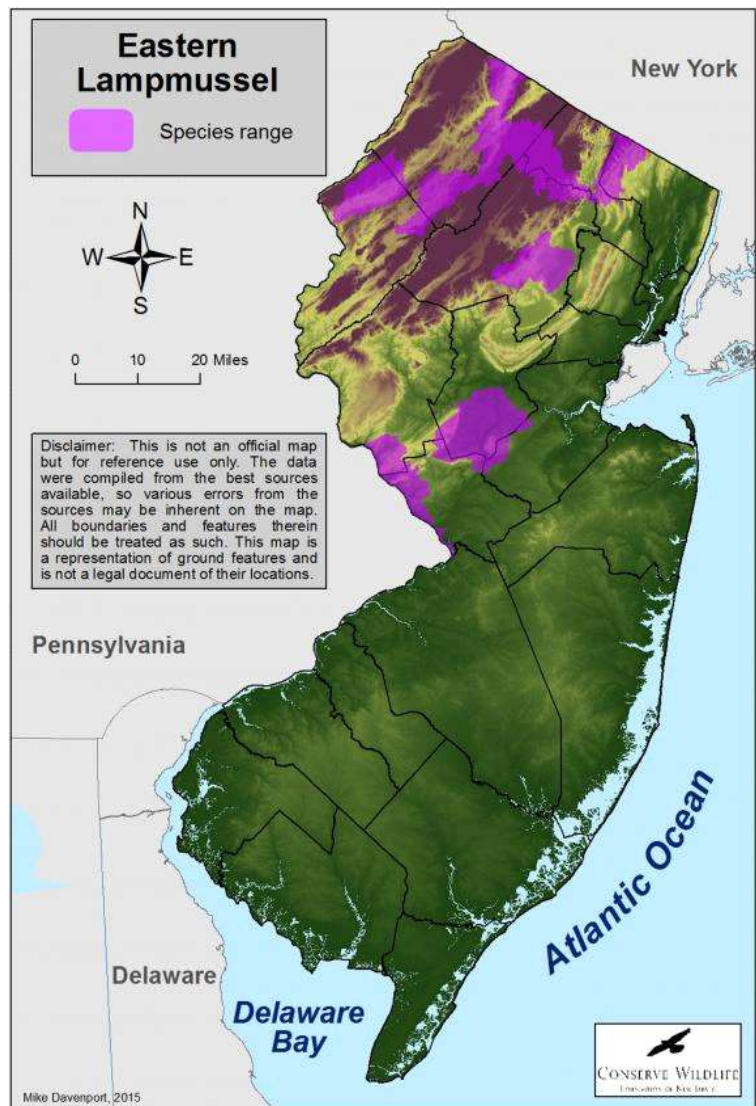 Eastern
Lampmussel
Species range
New York
N
W E
S
0 10 20 Miles
Disclaimer: This is not an official map
but for reference use only. The data
were compiled from the best sources
available, so various errors from the
sources may be inherent on the map.
All boundaries and features therein
should be treated as such. This map is
a representation of ground features and
is not a legal document of their locations.
Pennsylvania
Atlantic Ocean
Delaware
Delaware
Bay
CONSERVE WILDLIFE
Mike Davenport, 2015